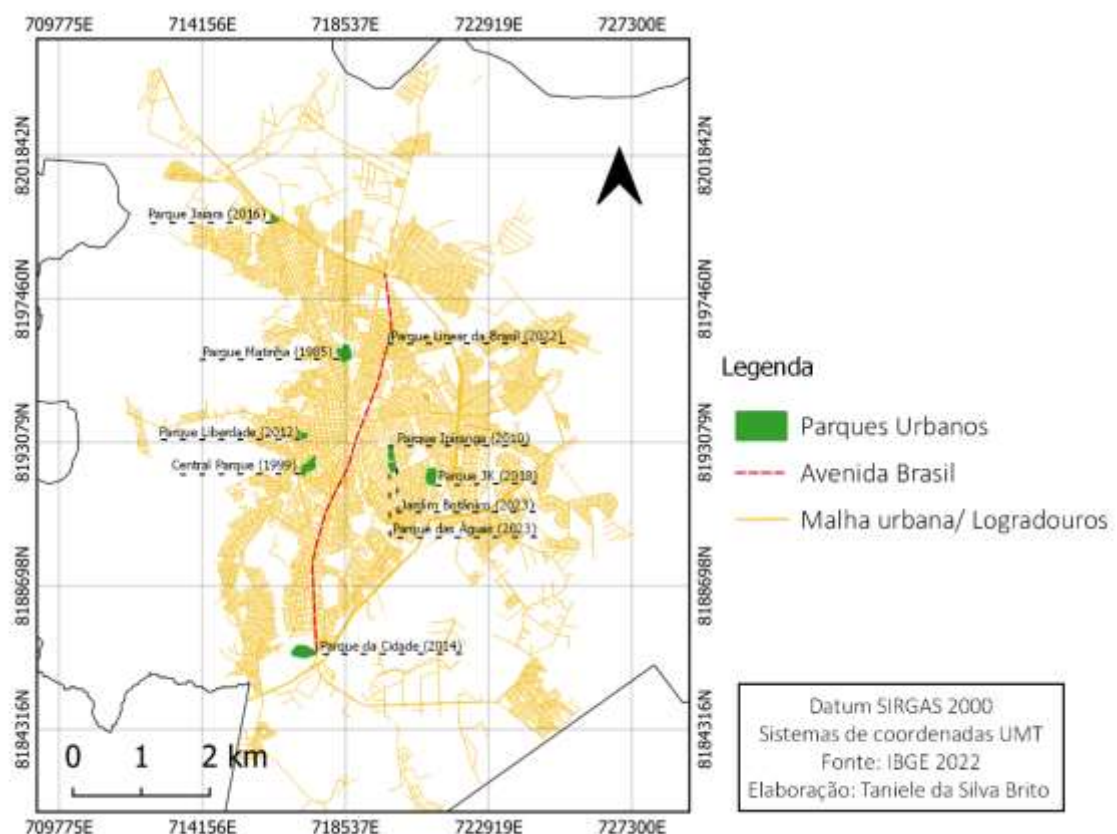 709775E 714156E 718537E 722919E 727300E
8201842N
8197460N
8193079N
8188698N
8184316N
Parque Jaiara (2016)
Parque Linear da Brasil (2022)
Parque Matinha (1985)
Parque Liberdade (2012)
Parque Ipiranga (2010)
Central Parque (1999)
Parque JK (2018)
Jardim Botânico (2023)
Parque das Águas (2023)
Parque da Cidade (2014)
0 1 2 km
8201842N
8197460N
8193079N
8188698N
8184316N
709775E 714156E 718537E 722919E 727300E
Legenda
Parques Urbanos
Avenida Brasil
Malha urbana/ Logradouros
Datum SIRGAS 2000
Sistemas de coordenadas UMT
Fonte: IBGE 2022
Elaboração: Taniele da Silva Brito